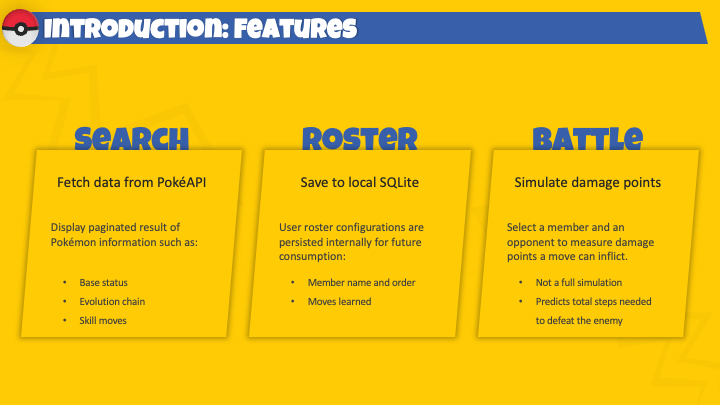 Introduction: Features
Search
Fetch data from PokéAPI
Display paginated result of
Pokémon information such as:
• Base status
• Evolution chain
• Skill moves
Roster
Save to local SQLite
User roster configurations are
persisted internally for future
consumption:
• Member name and order
• Moves learned
Battle
Simulate damage points
Select a member and an
opponent to measure damage
points a move can inflict.
• Not a full simulation
• Predicts total steps needed
to defeat the enemy